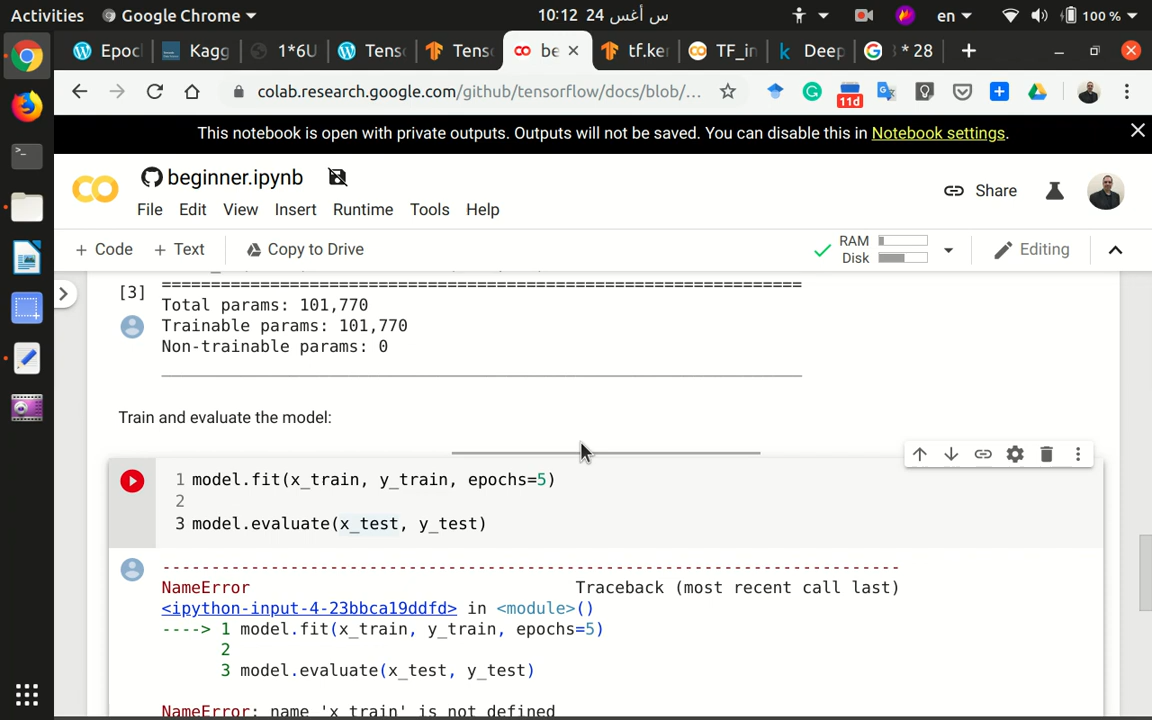 Activities Google Chrome 10:12 24 س أغس en 100 %
Epoc Kagg 1*6U Tens Tens be tf.ker TF_in Deep * 28
colab.research.google.com/github/tensorflow/docs/blob/... 11d
This notebook is open with private outputs. Outputs will not be saved. You can disable this in Notebook settings.
beginner.ipynb Share
File Edit View Insert Runtime Tools Help
+ Code + Text Copy to Drive RAM Disk Editing
[3] =================================================================
Total params: 101,770
Trainable params: 101,770
Non-trainable params: 0
Train and evaluate the model:
1 model.fit(x_train, y_train, epochs=5)
2
3 model.evaluate(x_test, y_test)
---------------------------------------------------------------------------
NameError Traceback (most recent call last)
<ipython-input-4-23bbca19ddfd> in <module>()
----> 1 model.fit(x_train, y_train, epochs=5)
2
3 model.evaluate(x_test, y_test)
NameError: name 'x_train' is not defined